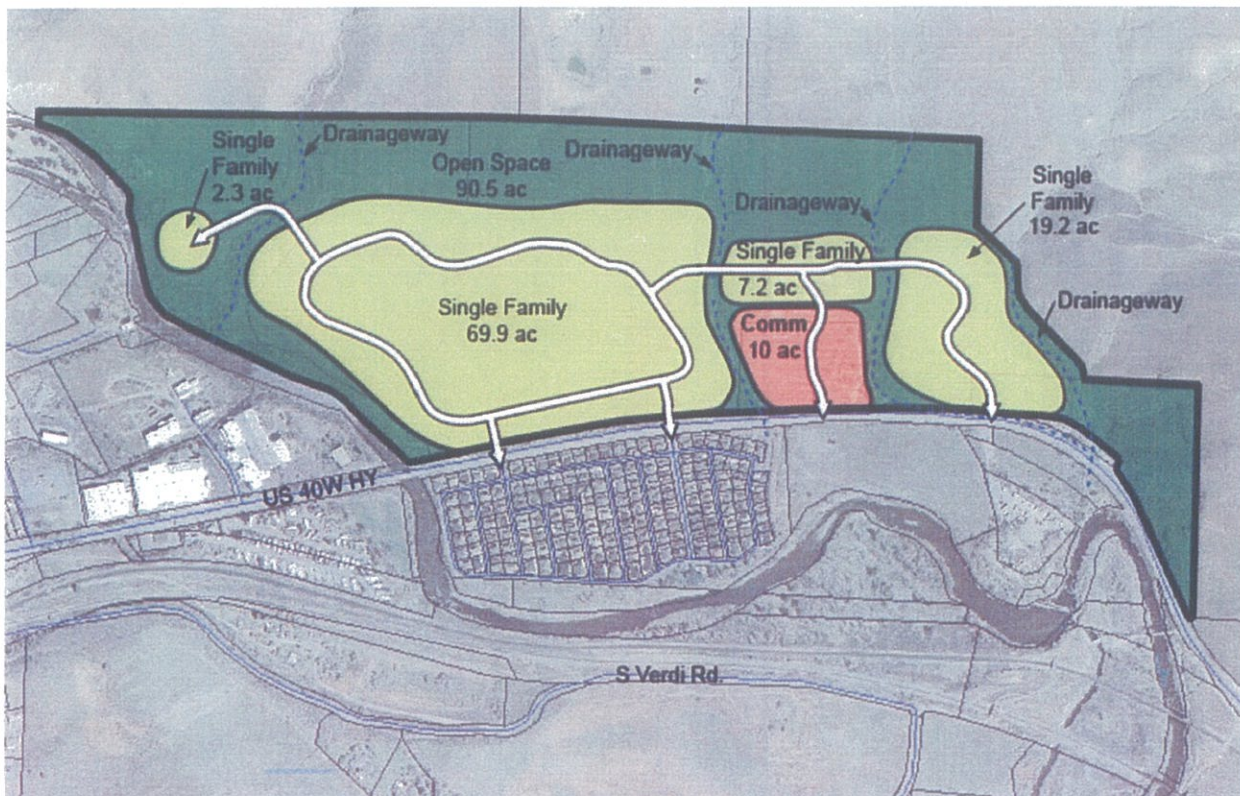 Single
Family
2.3 ac
Drainageway
Open Space
90.5 ac
Drainageway
Drainageway
Single
Family
19.2 ac
Single Family
7.2 ac
Drainageway
Single Family
69.9 ac
Comm
10 ac
US 40W HY
S Verdi Rd.